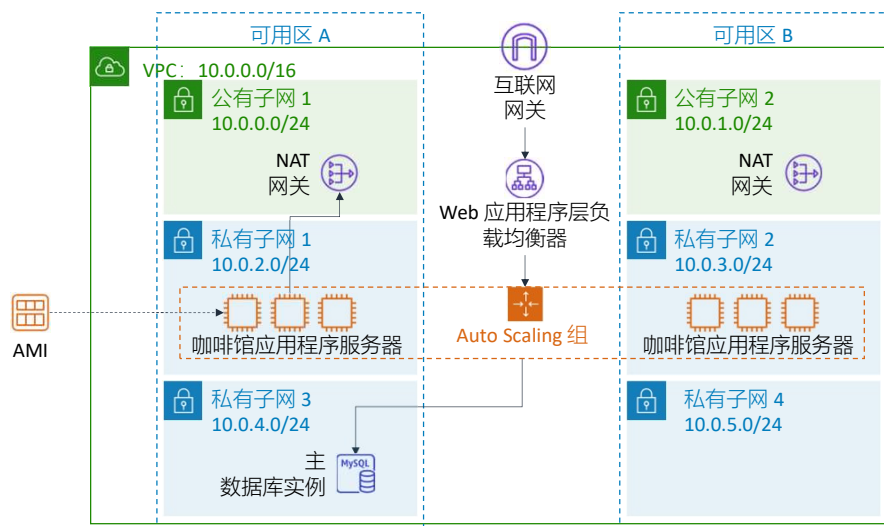 可用区 A
可用区 B
VPC：10.0.0.0/16
公有子网 1
10.0.0.0/24
互联网
网关
公有子网 2
10.0.1.0/24
NAT
网关
NAT
网关
Web 应用程序层负
载均衡器
私有子网 1
10.0.2.0/24
私有子网 2
10.0.3.0/24
AMI
咖啡馆应用程序服务器
Auto Scaling 组
咖啡馆应用程序服务器
私有子网 3
10.0.4.0/24
私有子网 4
10.0.5.0/24
主
数据库实例
MySQL